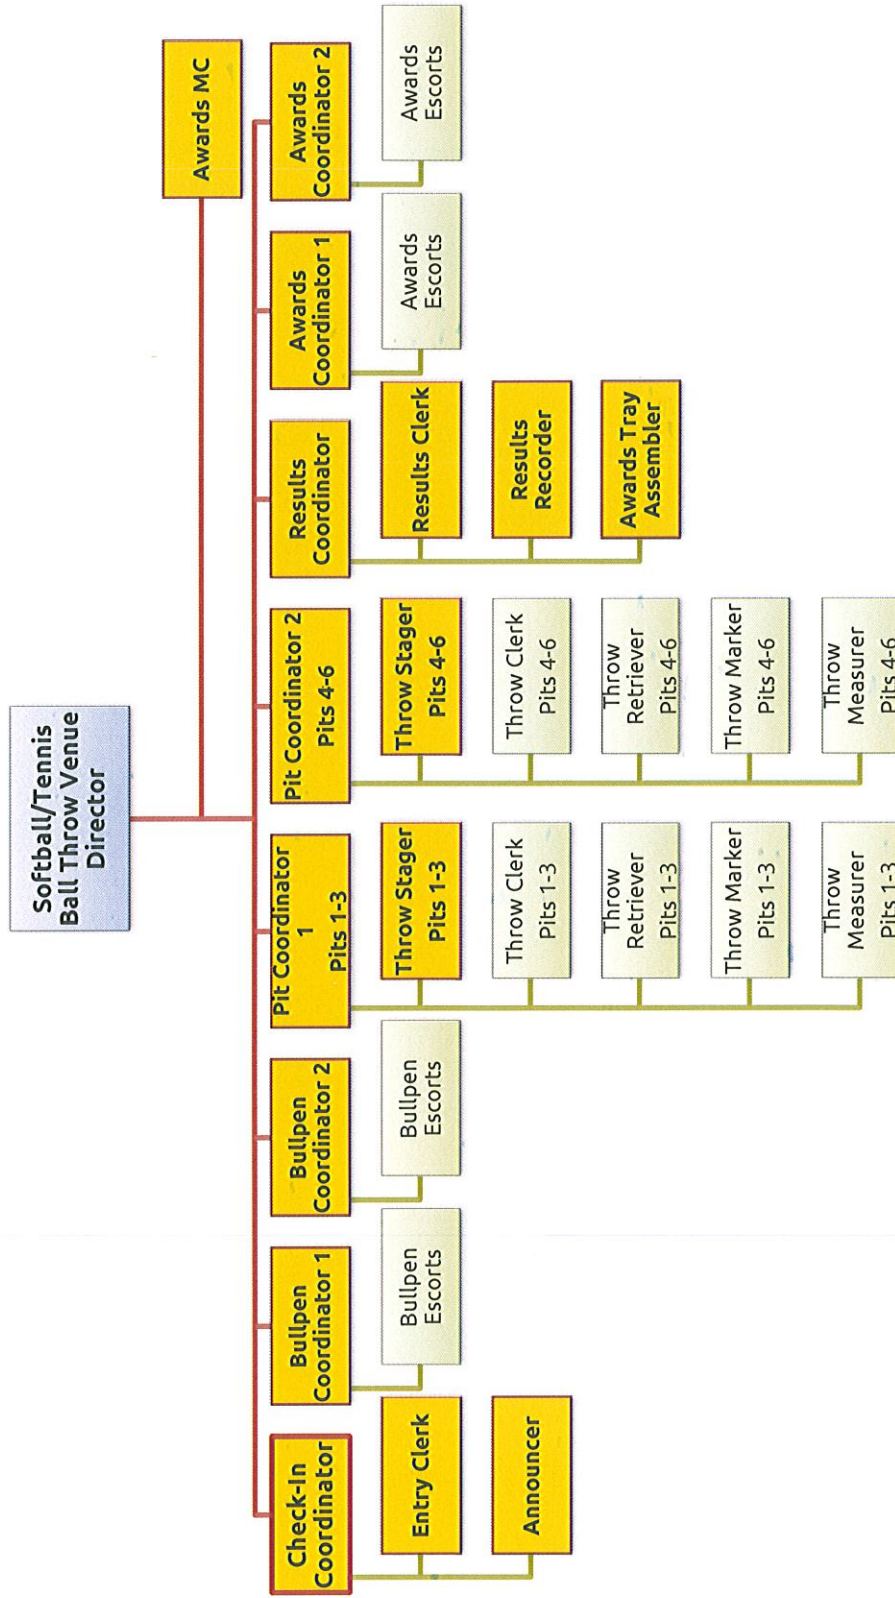 Softball/Tennis
Ball Throw Venue
Director
Awards MC
Check-In
Coordinator
Entry Clerk
Announcer
Bullpen
Coordinator 1
Bullpen
Escorts
Bullpen
Coordinator 2
Bullpen
Escorts
Pit Coordinator
1
Pits 1-3
Throw Stager
Pits 1-3
Throw Clerk
Pits 1-3
Throw
Retriever
Pits 1-3
Throw Marker
Pits 1-3
Throw
Measurer
Pits 1-3
Pit Coordinator 2
Pits 4-6
Throw Stager
Pits 4-6
Throw Clerk
Pits 4-6
Throw
Retriever
Pits 4-6
Throw Marker
Pits 4-6
Throw
Measurer
Pits 4-6
Results
Coordinator
Results Clerk
Results
Recorder
Awards Tray
Assembler
Awards
Coordinator 1
Awards
Escorts
Awards
Coordinator 2
Awards
Escorts